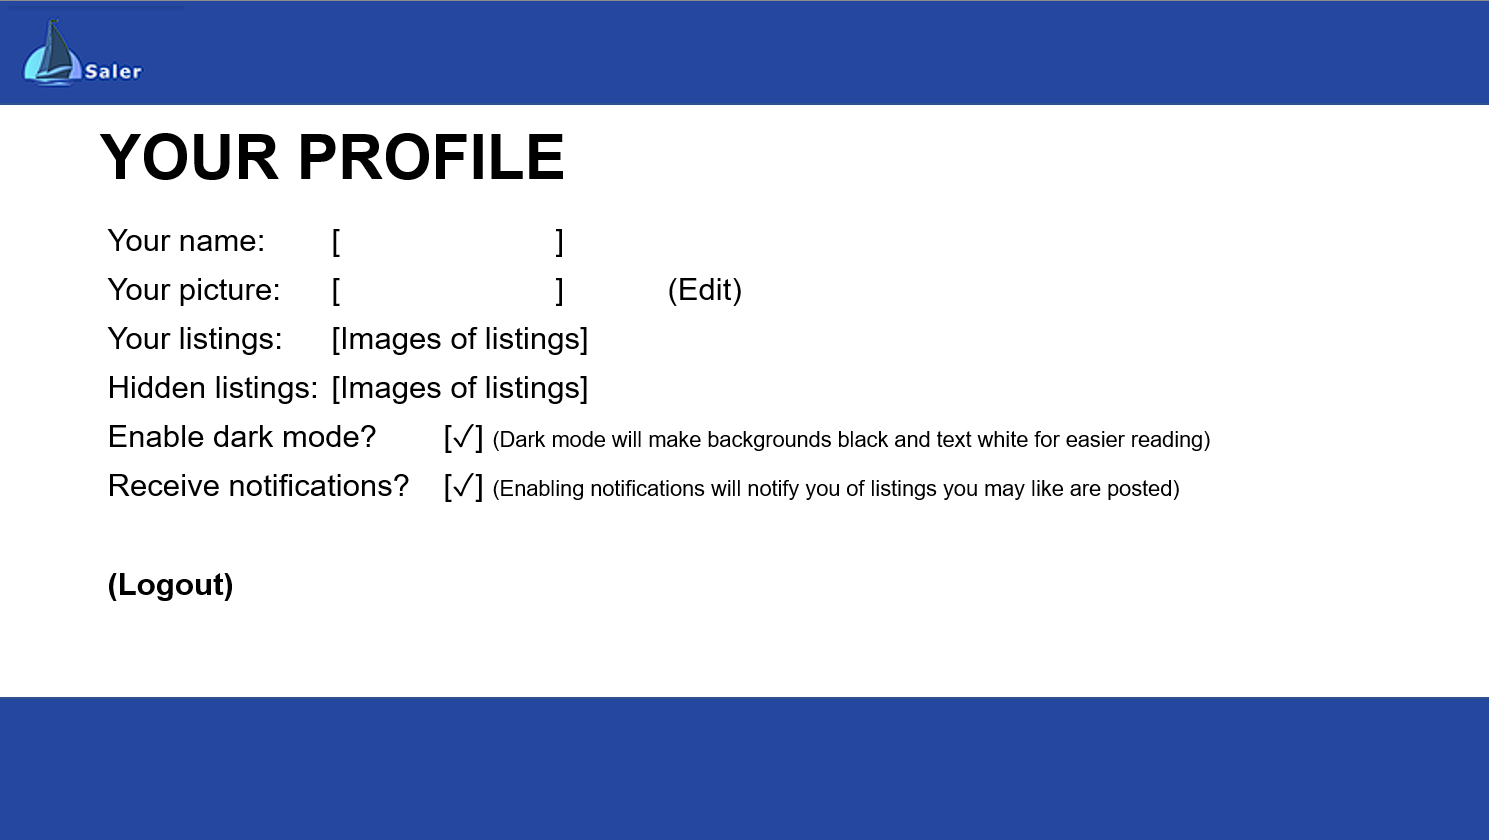 Saler
YOUR PROFILE
Your name: [ ]
Your picture: [ ] (Edit)
Your listings: [Images of listings]
Hidden listings: [Images of listings]
Enable dark mode? [✓] (Dark mode will make backgrounds black and text white for easier reading)
Receive notifications? [✓] (Enabling notifications will notify you of listings you may like are posted)
(Logout)